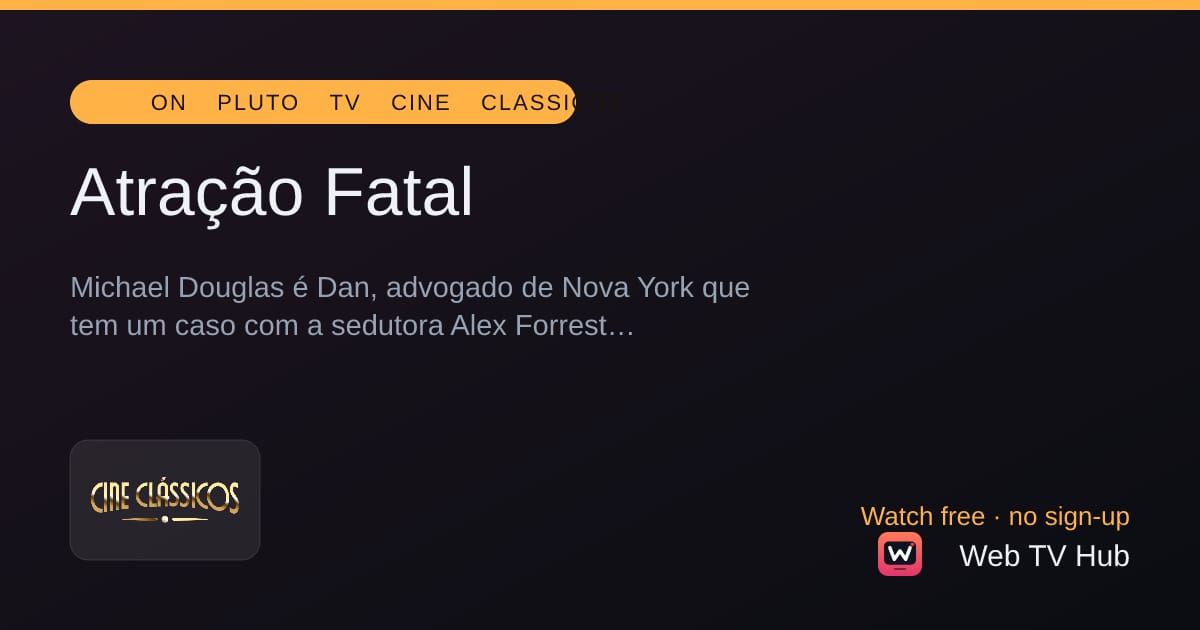 ON PLUTO TV CINE CLASSIC
Atração Fatal
Michael Douglas é Dan, advogado de Nova York que
tem um caso com a sedutora Alex Forrest…
CINE CLÁSSICOS
Watch free · no sign-up
W
Web TV Hub